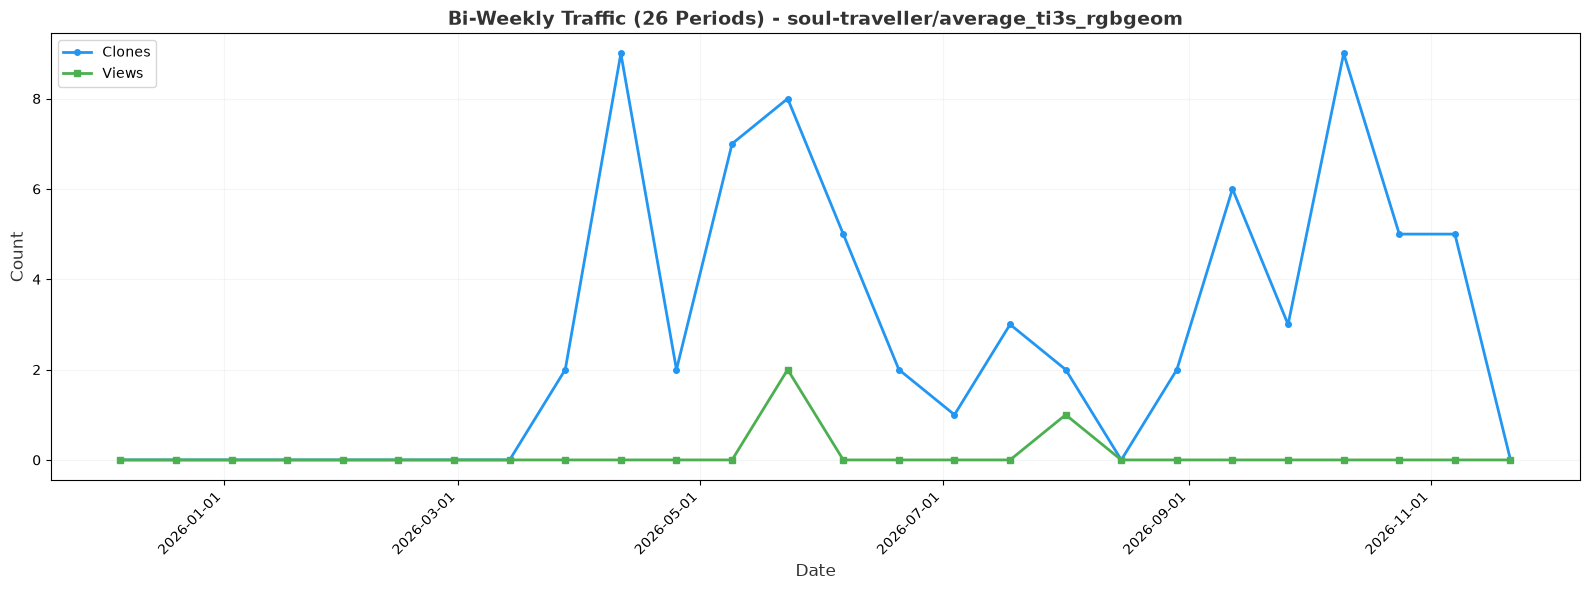 Bi-Weekly Traffic (26 Periods) - soul-traveller/average_ti3s_rgbgeom
Clones
Views
Count
8
6
4
2
0
2026-01-01
2026-03-01
2026-05-01
2026-07-01
2026-09-01
2026-11-01
Date